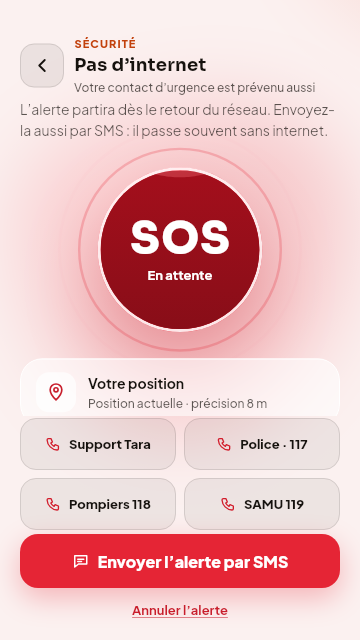 SÉCURITÉ
Pas d’internet
Votre contact d’urgence est prévenu aussi
L’alerte partira dès le retour du réseau. Envoyez-
la aussi par SMS : il passe souvent sans internet.
SOS
En attente
Votre position
Position actuelle · précision 8 m
Support Tara
Police · 117
Pompiers 118
SAMU 119
Envoyer l’alerte par SMS
Annuler l’alerte